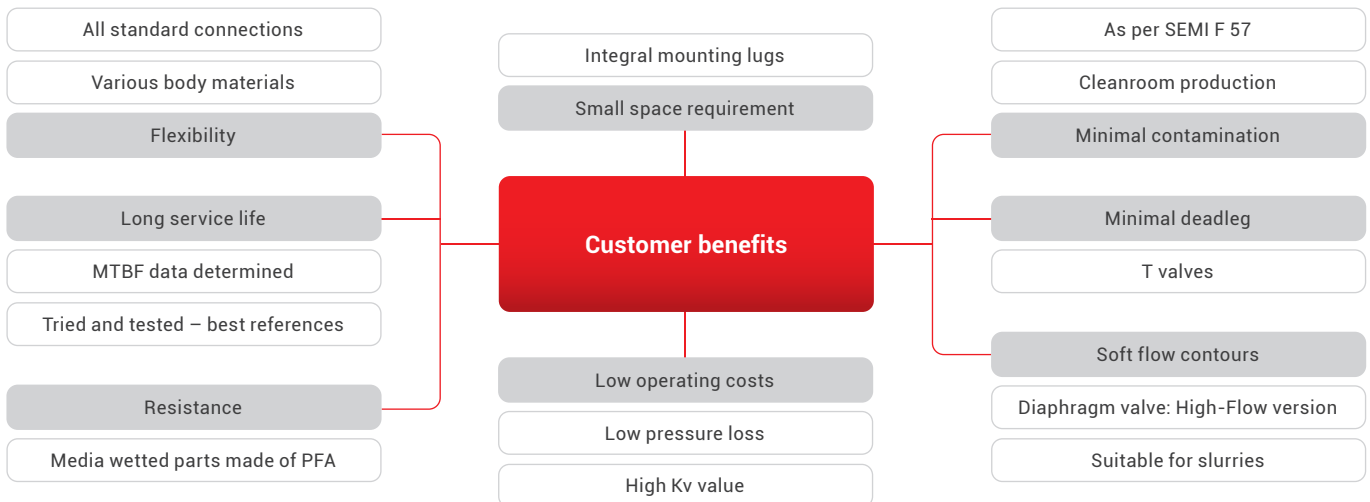 All standard connections
Various body materials
Flexibility
Long service life
MTBF data determined
Tried and tested – best references
Resistance
Media wetted parts made of PFA
Integral mounting lugs
Small space requirement
Customer benefits
Low operating costs
Low pressure loss
High Kv value
As per SEMI F 57
Cleanroom production
Minimal contamination
Minimal deadleg
T valves
Soft flow contours
Diaphragm valve: High-Flow version
Suitable for slurries